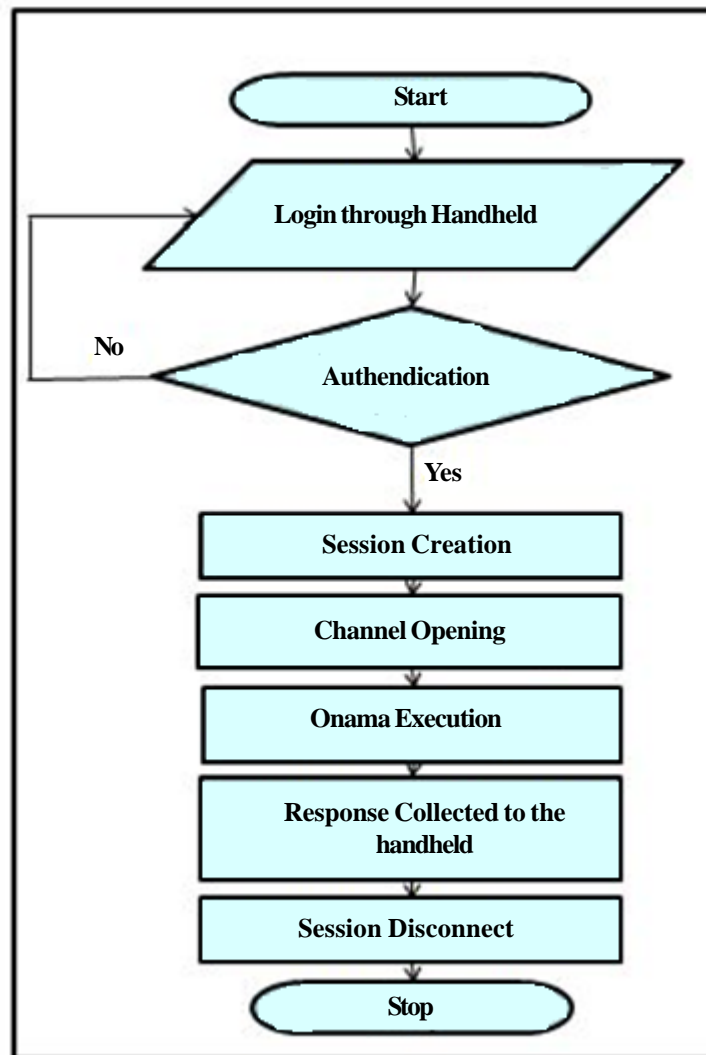 Start
Login through Handheld
No
Authendication
Yes
Session Creation
Channel Opening
Onama Execution
Response Collected to the
handheld
Session Disconnect
Stop